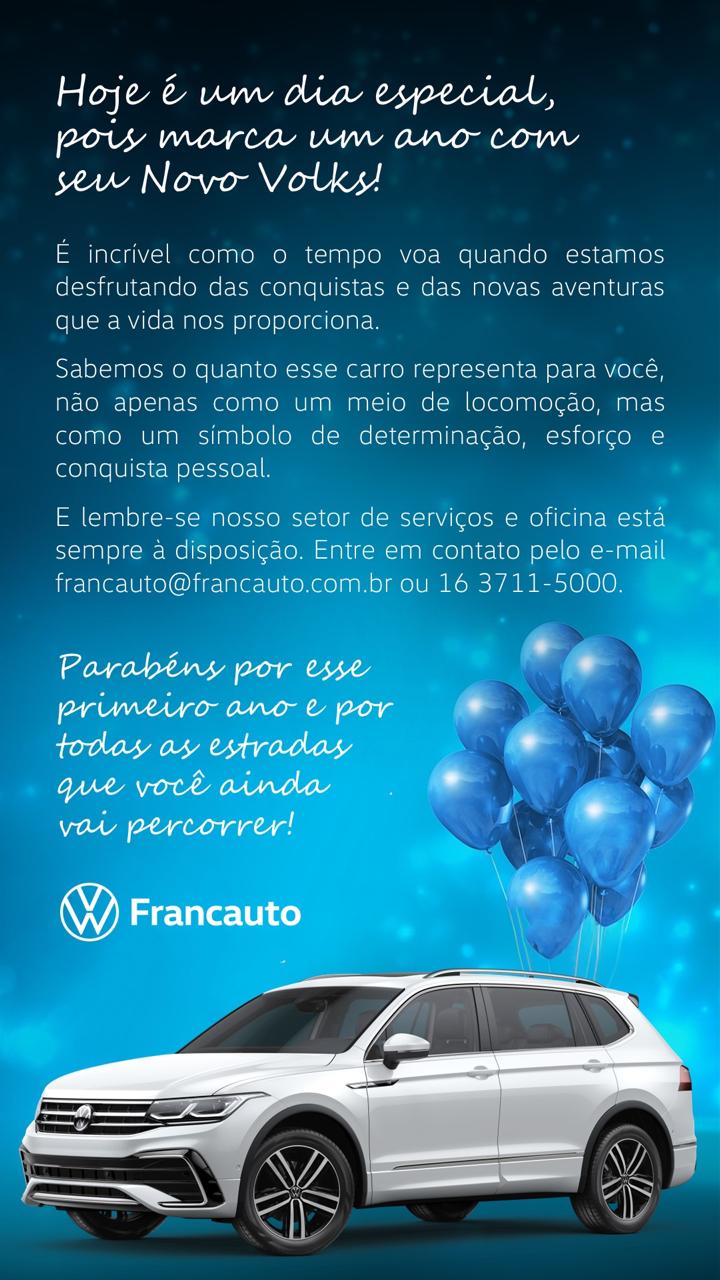 Hoje é um dia especial,
pois marca um ano com
seu Novo Volks!
É incrível como o tempo voa quando estamos
desfrutando das conquistas e das novas aventuras
que a vida nos proporciona.
Sabemos o quanto esse carro representa para você,
não apenas como um meio de locomoção, mas
como um símbolo de determinação, esforço e
conquista pessoal.
E lembre-se nosso setor de serviços e oficina está
sempre à disposição. Entre em contato pelo e-mail
francauto@francauto.com.br ou 16 3711-5000.
Parabéns por esse
primeiro ano e por
todas as estradas
que você ainda
vai percorrer!
Francauto